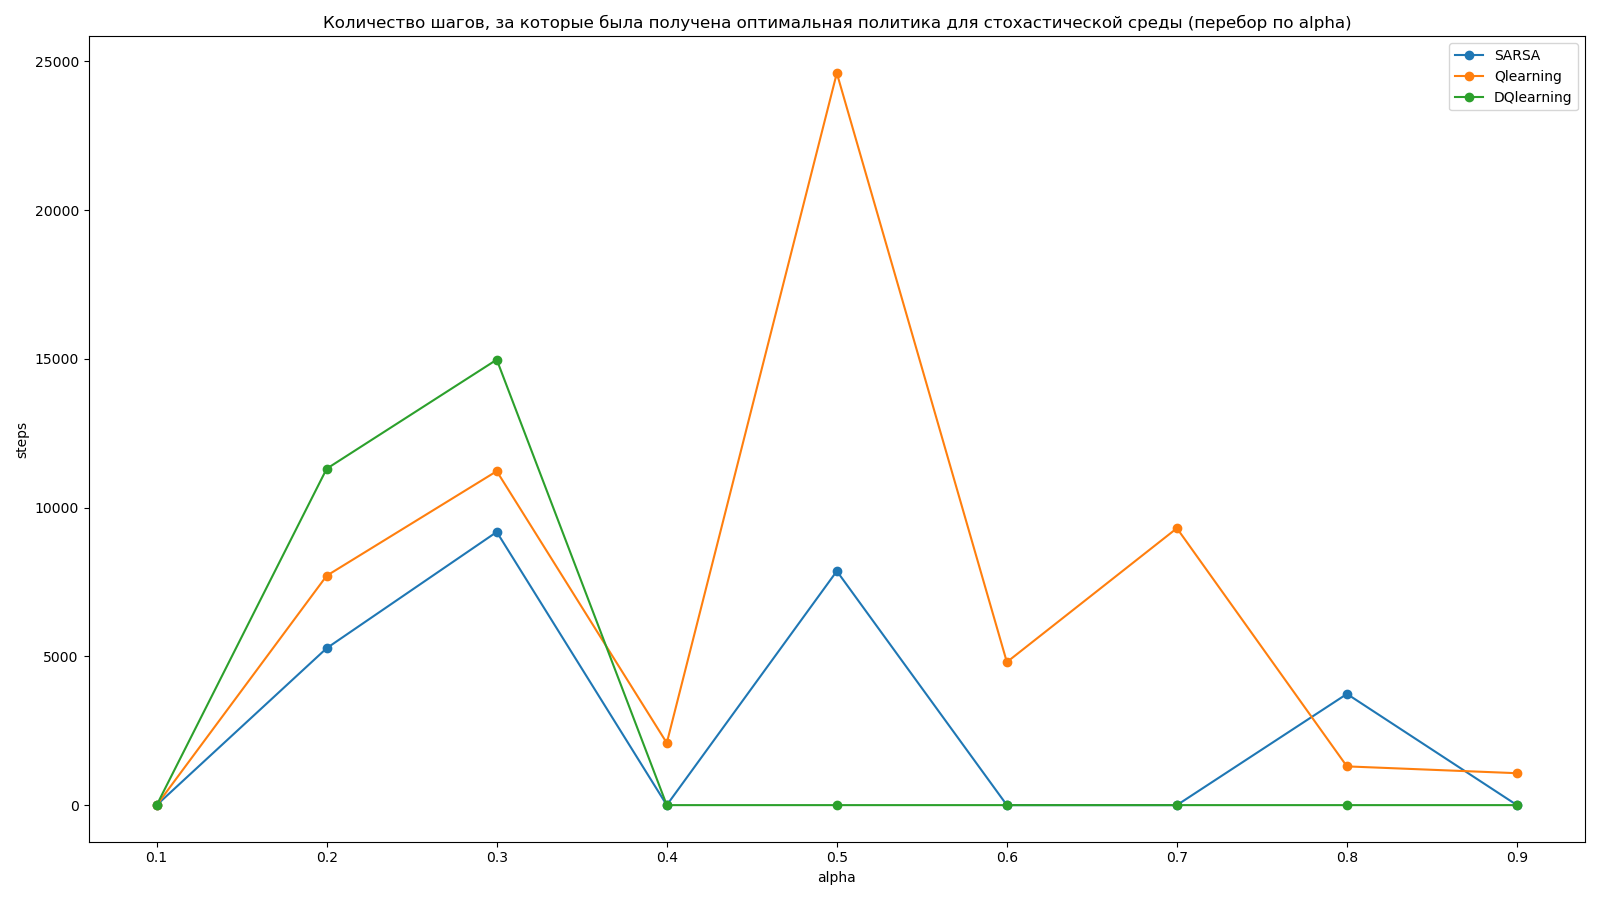 Количество шагов, за которые была получена оптимальная политика для стохастической среды (перебор по alpha)
SARSA
Qlearning
DQlearning
25000
20000
15000
10000
5000
0
steps
0.1 0.2 0.3 0.4 0.5 0.6 0.7 0.8 0.9
alpha